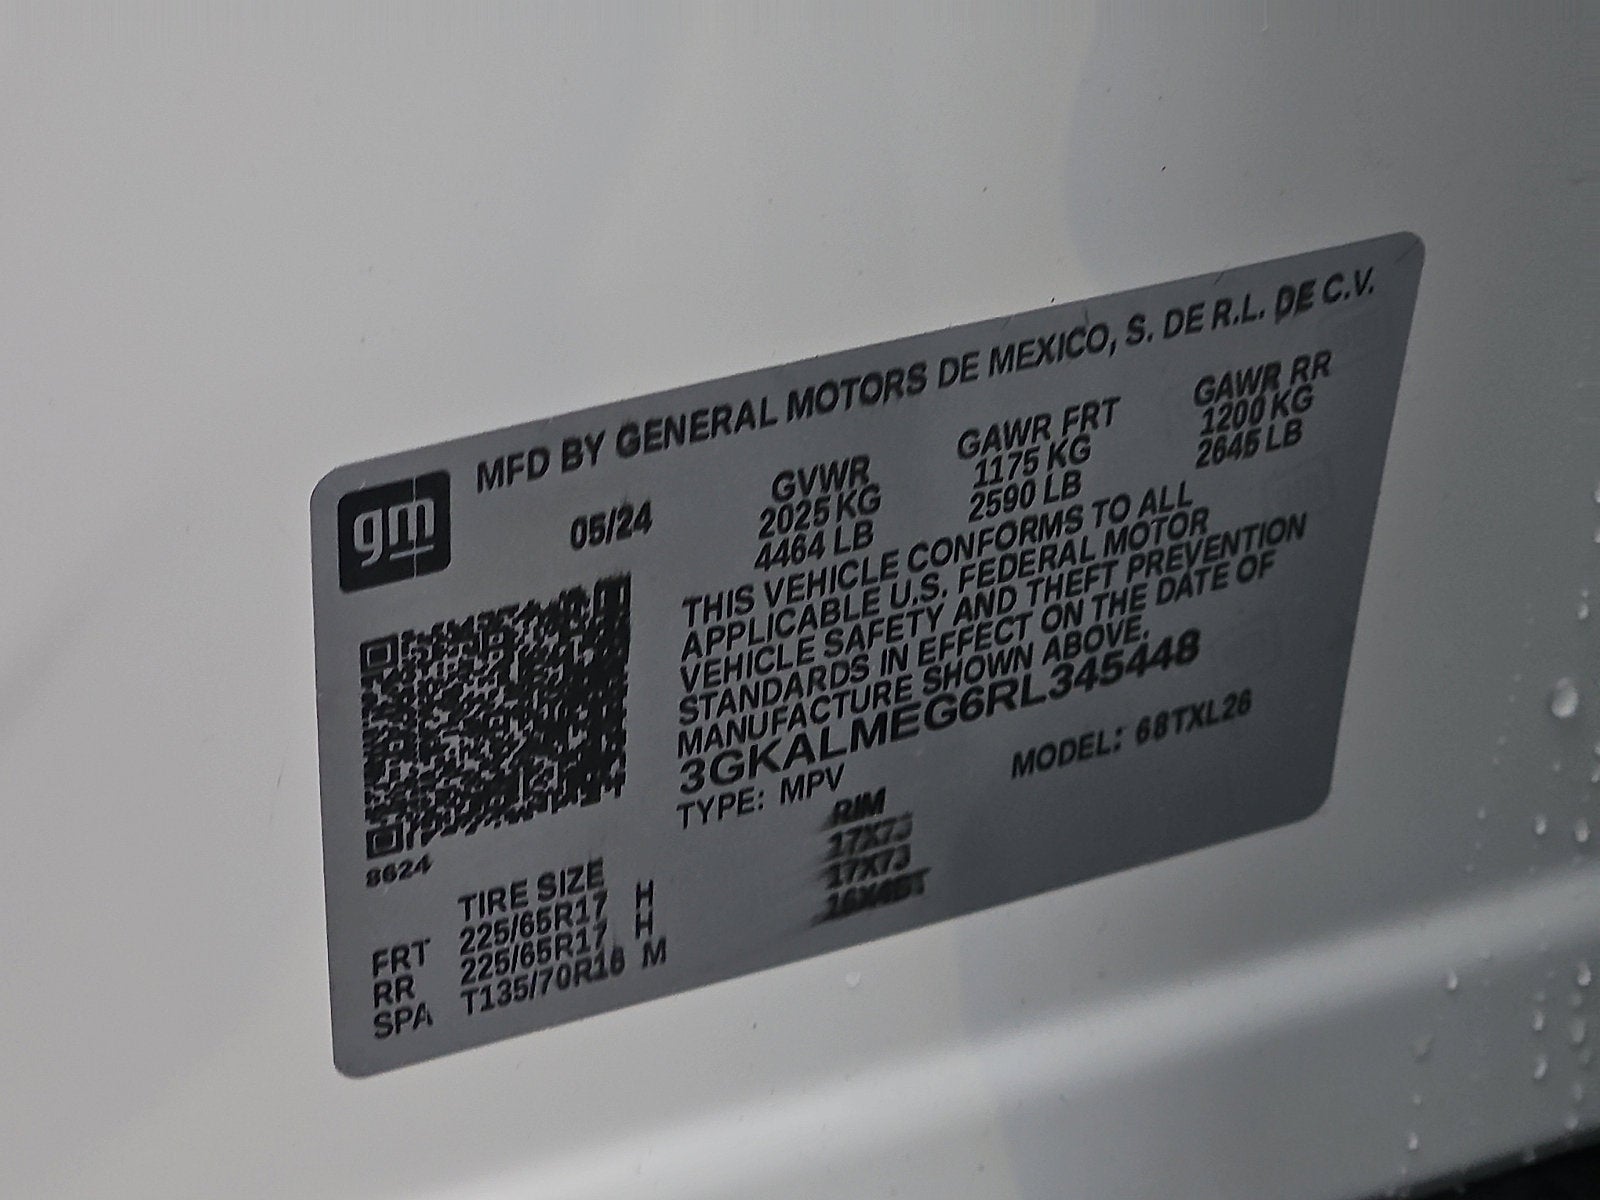 gm
MFD BY GENERAL MOTORS DE MEXICO, S. DE R.L. DE C.V.
05/24
GVWR GAWR FRT GAWR RR
2025 KG 1175 KG 1200 KG
4464 LB 2590 LB 2645 LB
THIS VEHICLE CONFORMS TO ALL
APPLICABLE U.S. FEDERAL MOTOR
VEHICLE SAFETY AND THEFT PREVENTION
STANDARDS IN EFFECT ON THE DATE OF
MANUFACTURE SHOWN ABOVE.
3GKALMEG6RL345448
TYPE: MPV MODEL: 6BTXL26
8624
TIRE SIZE RIM
FRT 225/65R17 H
RR 225/65R17 H
SPA T135/70R16 M